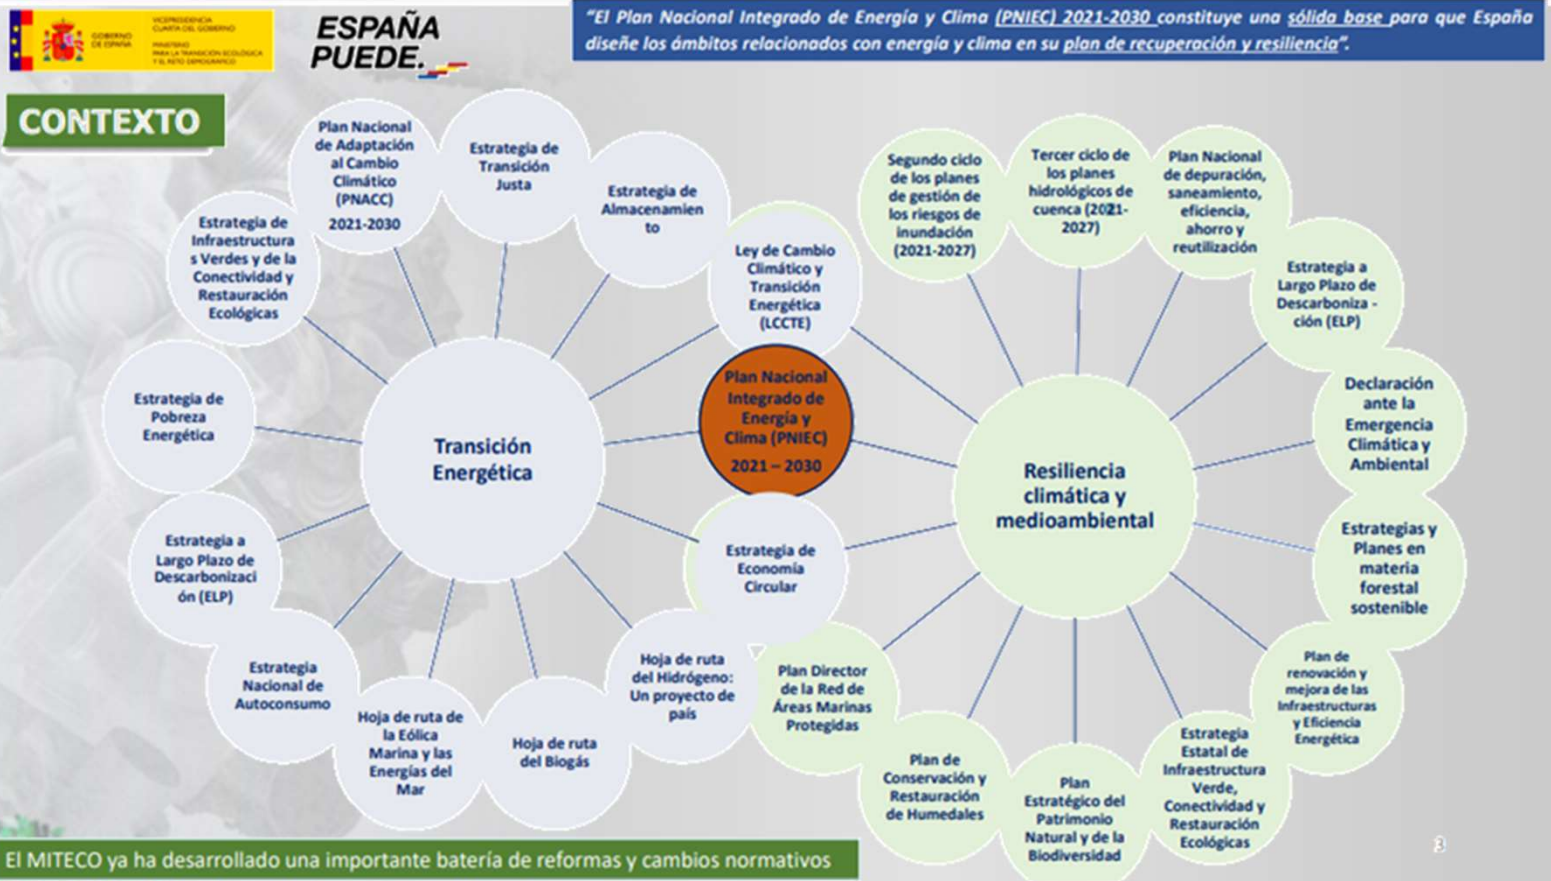 GOBIERNO
DE ESPAÑA
VICEPRESIDENCIA
CUARTA DEL GOBIERNO
MINISTERIO
PARA LA TRANSICIÓN ECOLÓGICA
Y EL RETO DEMOGRÁFICO
ESPAÑA
PUEDE.
"El Plan Nacional Integrado de Energía y Clima (PNIEC) 2021-2030 constituye una sólida base para que España
diseñe los ámbitos relacionados con energía y clima en su plan de recuperación y resiliencia".
CONTEXTO
Transición
Energética
Plan Nacional
de Adaptación
al Cambio
Climático
(PNACC)
2021-2030
Estrategia de
Transición
Justa
Estrategia de
Almacenamien
to
Ley de Cambio
Climático y
Transición
Energética
(LCCTE)
Plan Nacional
Integrado de
Energía y
Clima (PNIEC)
2021 – 2030
Estrategia de
Economía
Circular
Hoja de ruta
del Hidrógeno:
Un proyecto de
país
Hoja de ruta
del Biogás
Hoja de ruta de
la Eólica
Marina y las
Energías del
Mar
Estrategia
Nacional de
Autoconsumo
Estrategia a
Largo Plazo de
Descarbonizaci
ón (ELP)
Estrategia de
Pobreza
Energética
Estrategia de
Infraestructura
s Verdes y de la
Conectividad y
Restauración
Ecológicas
Resiliencia
climática y
medioambiental
Segundo ciclo
de los planes
de gestión de
los riesgos de
inundación
(2021-2027)
Tercer ciclo de
los planes
hidrológicos de
cuenca (2021-
2027)
Plan Nacional
de depuración,
saneamiento,
eficiencia,
ahorro y
reutilización
Estrategia a
Largo Plazo de
Descarboniza -
ción (ELP)
Declaración
ante la
Emergencia
Climática y
Ambiental
Estrategias y
Planes en
materia
forestal
sostenible
Plan de
renovación y
mejora de las
Infraestructuras
y Eficiencia
Energética
Estrategia
Estatal de
Infraestructura
Verde,
Conectividad y
Restauración
Ecológicas
Plan
Estratégico del
Patrimonio
Natural y de la
Biodiversidad
Plan de
Conservación y
Restauración
de Humedales
Plan Director
de la Red de
Áreas Marinas
Protegidas
El MITECO ya ha desarrollado una importante batería de reformas y cambios normativos
3